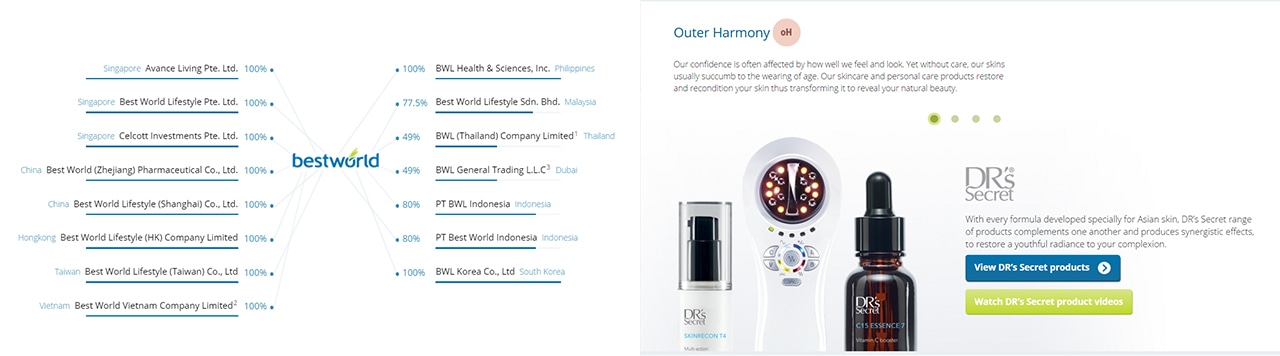 Singapore Avance Living Pte. Ltd. 100%
Singapore Best World Lifestyle Pte. Ltd. 100%
Singapore Celcott Investments Pte. Ltd. 100%
China Best World (Zhejiang) Pharmaceutical Co., Ltd. 100%
China Best World Lifestyle (Shanghai) Co., Ltd. 100%
Hongkong Best World Lifestyle (HK) Company Limited 100%
Taiwan Best World Lifestyle (Taiwan) Co., Ltd 100%
Vietnam Best World Vietnam Company Limited2 100%
bestworld
100% BWL Health & Sciences, Inc. Philippines
77.5% Best World Lifestyle Sdn. Bhd. Malaysia
49% BWL (Thailand) Company Limited1 Thailand
49% BWL General Trading L.L.C3 Dubai
80% PT BWL Indonesia Indonesia
80% PT Best World Indonesia Indonesia
100% BWL Korea Co., Ltd South Korea
Outer Harmony oH
Our confidence is often affected by how well we feel and look. Yet without care, our skins
usually succumb to the wearing of age. Our skincare and personal care products restore
and recondition your skin thus transforming it to reveal your natural beauty.
DR's
Secret
With every formula developed specially for Asian skin, DR's Secret range
of products complements one another and produces synergistic effects,
to restore a youthful radiance to your complexion.
View DR's Secret products
Watch DR's Secret product videos
DR's
Secret
SKINRECON T4
Multi-action
DR's
Secret
C15 ESSENCE 7
Vitamin C booster